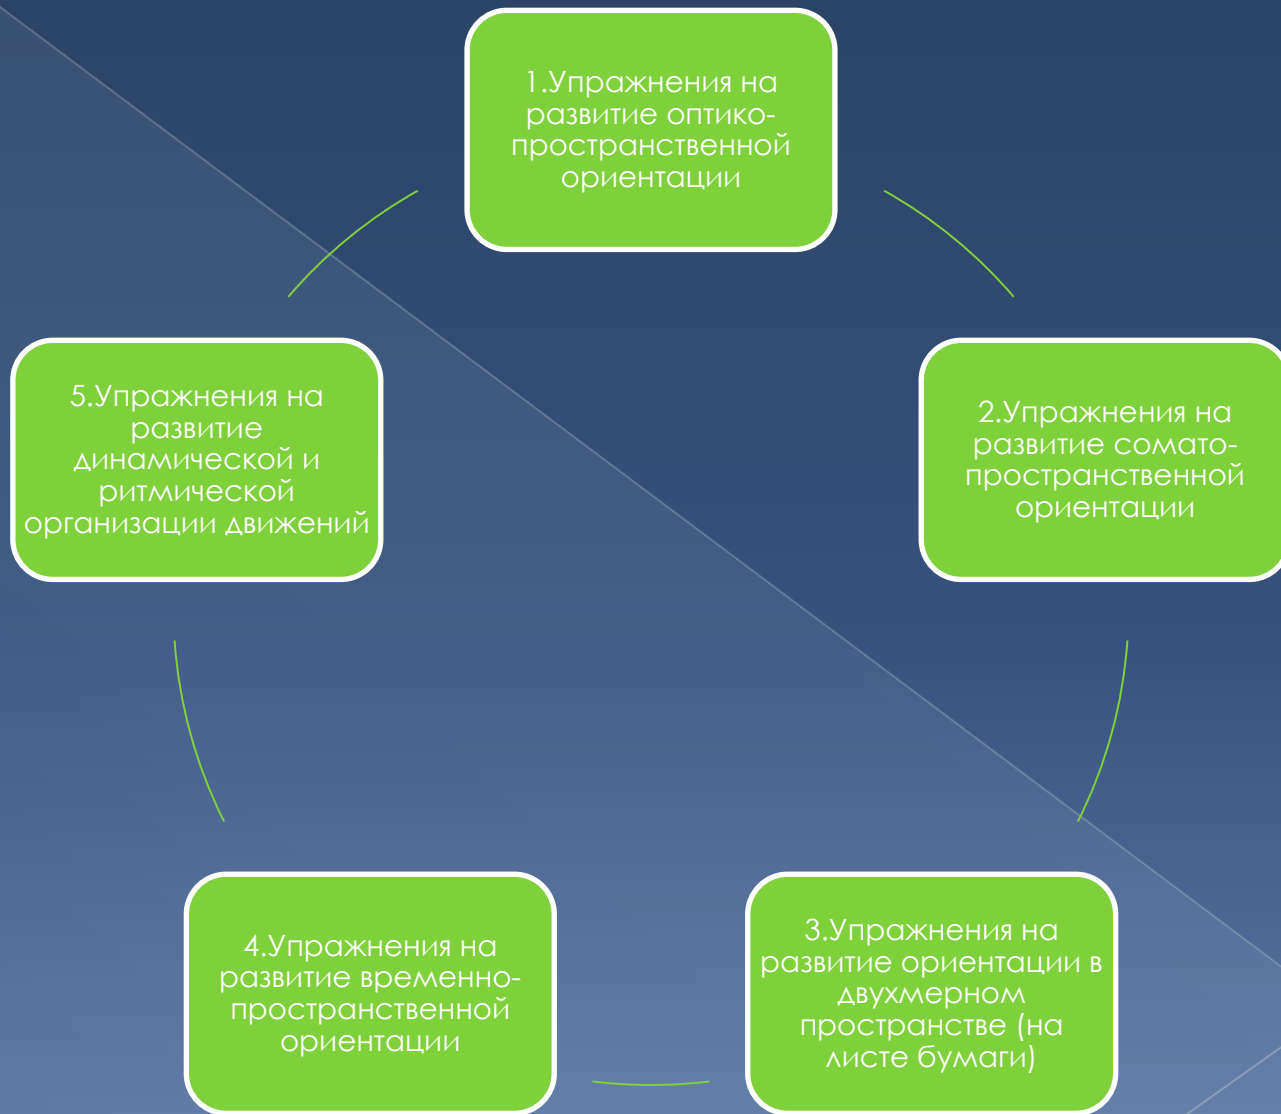 1.Упражнения на
развитие оптико-
пространственной
ориентации
2.Упражнения на
развитие сомато-
пространственной
ориентации
3.Упражнения на
развитие ориентации в
двухмерном
пространстве (на
листе бумаги)
4.Упражнения на
развитие временно-
пространственной
ориентации
5.Упражнения на
развитие
динамической и
ритмической
организации движений